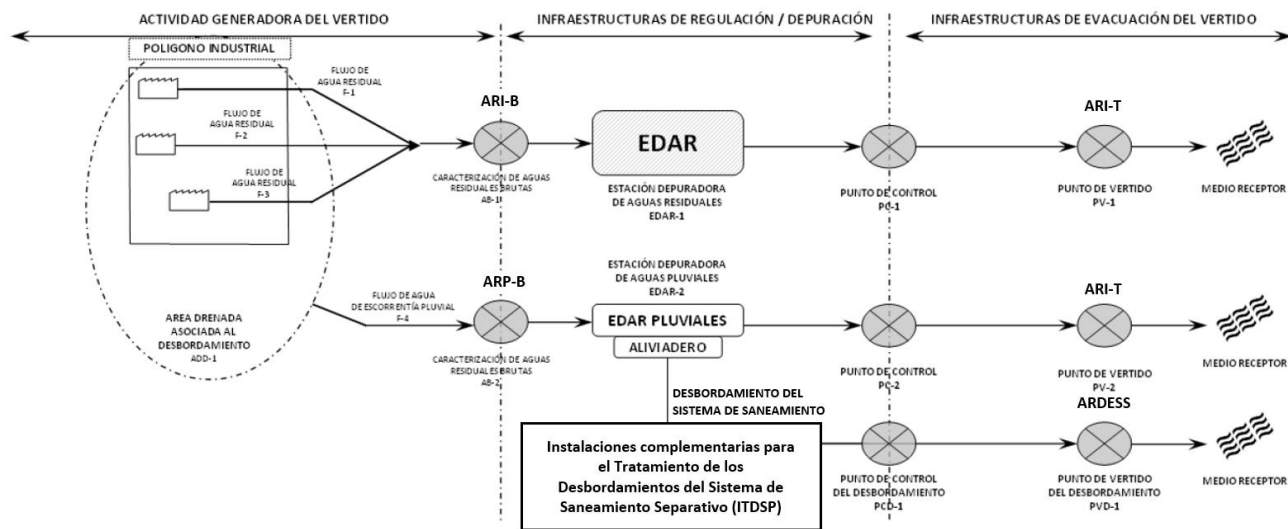 ACTIVIDAD GENERADORA DEL VERTIDO
INFRAESTRUCTURAS DE REGULACIÓN / DEPURACIÓN
INFRAESTRUCTURAS DE EVACUACIÓN DEL VERTIDO
POLIGONO INDUSTRIAL
FLUJO DE
AGUA RESIDUAL
F-1
FLUJO DE
AGUA RESIDUAL
F-2
FLUJO DE
AGUA RESIDUAL
F-3
ARI-B
CARACTERIZACIÓN DE AGUAS
RESIDUALES BRUTAS
AB-1
EDAR
ESTACIÓN DEPURADORA
DE AGUAS RESIDUALES
EDAR-1
PUNTO DE CONTROL
PC-1
ARI-T
PUNTO DE VERTIDO
PV-1
MEDIO RECEPTOR
AREA DRENADA
ASOCIADA AL
DESBORDAMIENTO
ADD-1
FLUJO DE AGUA
DE ESCORRENTÍA PLUVIAL
F-4
ARP-B
CARACTERIZACIÓN DE AGUAS
RESIDUALES BRUTAS
AB-2
ESTACIÓN DEPURADORA
DE AGUAS PLUVIALES
EDAR-2
EDAR PLUVIALES
ALIVIADERO
PUNTO DE CONTROL
PC-2
ARI-T
PUNTO DE VERTIDO
PV-2
MEDIO RECEPTOR
DESBORDAMIENTO DEL
SISTEMA DE SANEAMIENTO
Instalaciones complementarias para
el Tratamiento de los
Desbordamientos del Sistema de
Saneamiento Separativo (ITDSP)
PUNTO DE CONTROL
DEL DESBORDAMIENTO
PCD-1
ARDESS
PUNTO DE VERTIDO
DEL DESBORDAMIENTO
PVD-1
MEDIO RECEPTOR